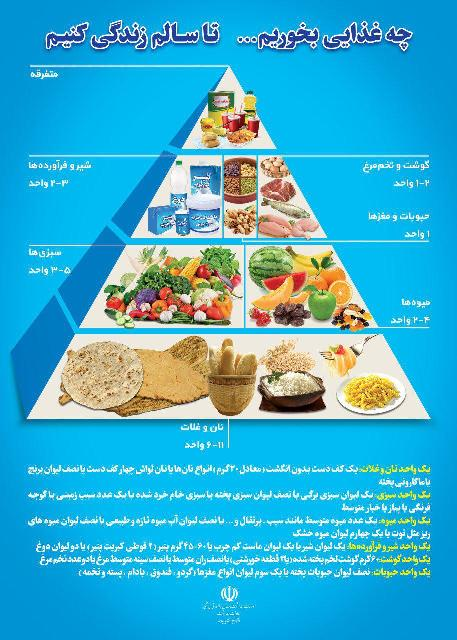 چه غذایی بخوریم... تا سالم زندگی کنیم
متفرقه
شیر و فرآورده‌ها
۲-۳ واحد
گوشت و تخم‌مرغ
۱-۲ واحد
حبوبات و مغزها
۱ واحد
سبزی‌ها
۳-۵ واحد
میوه‌ها
۲-۴ واحد
نان و غلات
۶-۱۱ واحد
یک واحد نان و غلات: یک کف دست بدون انگشت (معادل ۳۰ گرم) انواع نان‌ها یا نان لواش چهار کف دست یا نصف لیوان برنج
یا ماکارونی پخته
یک واحد سبزی: یک لیوان سبزی برگی یا نصف لیوان سبزی پخته یا سبزی خام خرد شده یا یک عدد سیب زمینی یا گوجه
فرنگی یا پیاز یا خیار متوسط
یک واحد میوه: یک عدد میوه متوسط مانند سیب، پرتقال و ... یا نصف لیوان آب میوه تازه و طبیعی یا نصف لیوان میوه های
ریز مثل توت یا یک چهارم لیوان میوه خشک
یک واحد شیر و فرآورده‌ها: یک لیوان شیر یا یک لیوان ماست کم چرب یا ۶۰-۴۵ گرم پنیر (۲ قوطی کبریت پنیر) یا دو لیوان دوغ
یک واحد گوشت: ۶۰ گرم گوشت لخم پخته شده (یا ۲ قطعه خورشتی) یا نصف ران متوسط یا نصف سینه متوسط مرغ یا دو عدد تخم مرغ
یک واحد حبوبات: نصف لیوان حبوبات پخته یا یک سوم لیوان انواع مغزها (گردو، فندوق، بادام، پسته و تخمه)